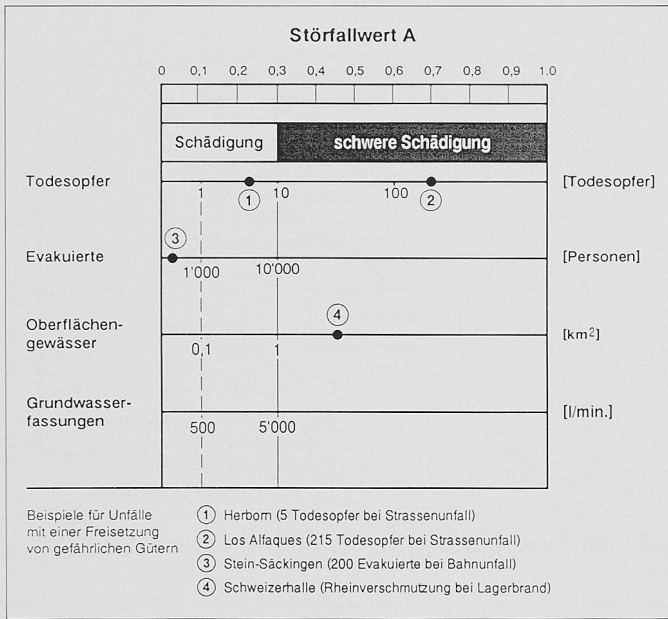 Störfallwert A
0 0,1 0,2 0,3 0,4 0,5 0,6 0,7 0,8 0,9 1.0
Schädigung schwere Schädigung
Todesopfer 1 ① 10 100 ② [Todesopfer]
③
Evakuierte 1'000 10'000 [Personen]
④
Oberflächen-
gewässer 0,1 1 [km²]
Grundwasser-
fassungen 500 5'000 [l/min.]
Beispiele für Unfälle
mit einer Freisetzung
von gefährlichen Gütern
① Herborn (5 Todesopfer bei Strassenunfall)
② Los Alfaques (215 Todesopfer bei Strassenunfall)
③ Stein-Säckingen (200 Evakuierte bei Bahnunfall)
④ Schweizerhalle (Rheinverschmutzung bei Lagerbrand)